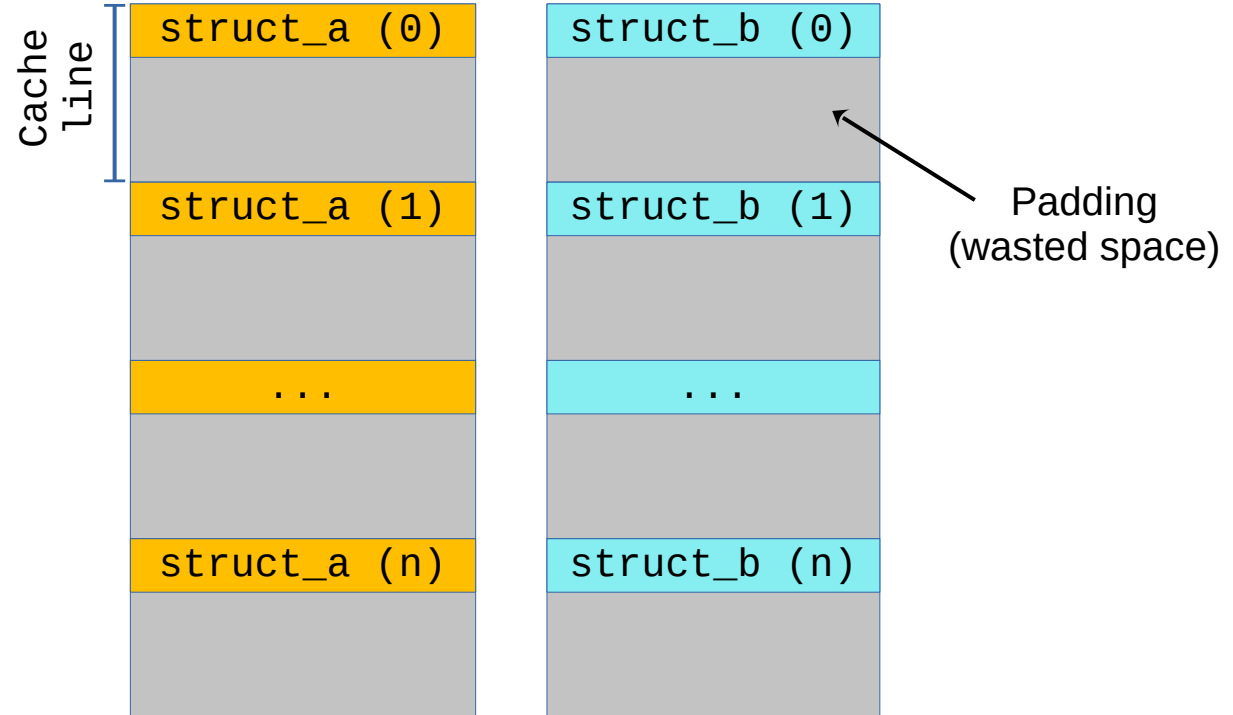 Cache
line
struct_a (0)
struct_b (0)
struct_a (1)
struct_b (1)
Padding
(wasted space)
...
...
struct_a (n)
struct_b (n)